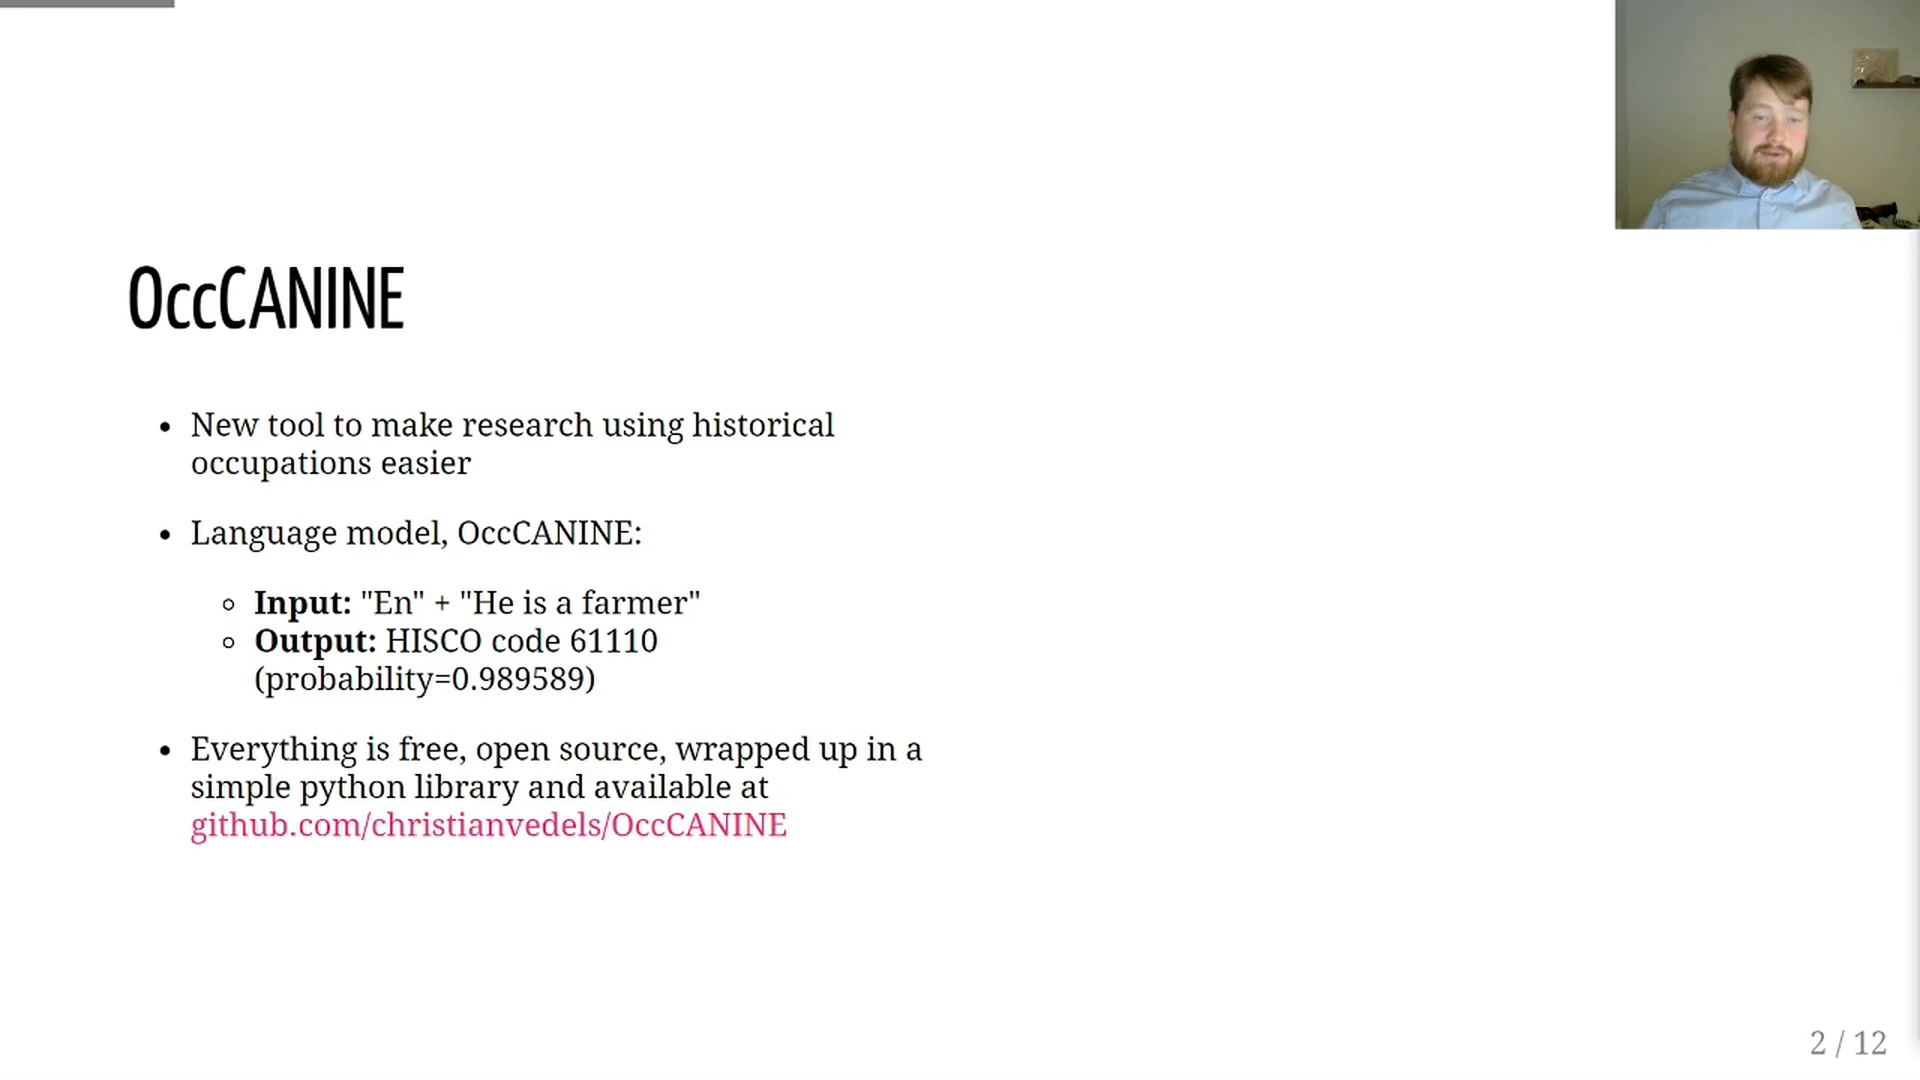 OccCANINE
• New tool to make research using historical
occupations easier
• Language model, OccCANINE:
◦ Input: "En" + "He is a farmer"
◦ Output: HISCO code 61110
(probability=0.989589)
• Everything is free, open source, wrapped up in a
simple python library and available at
github.com/christianvedels/OccCANINE
2 / 12